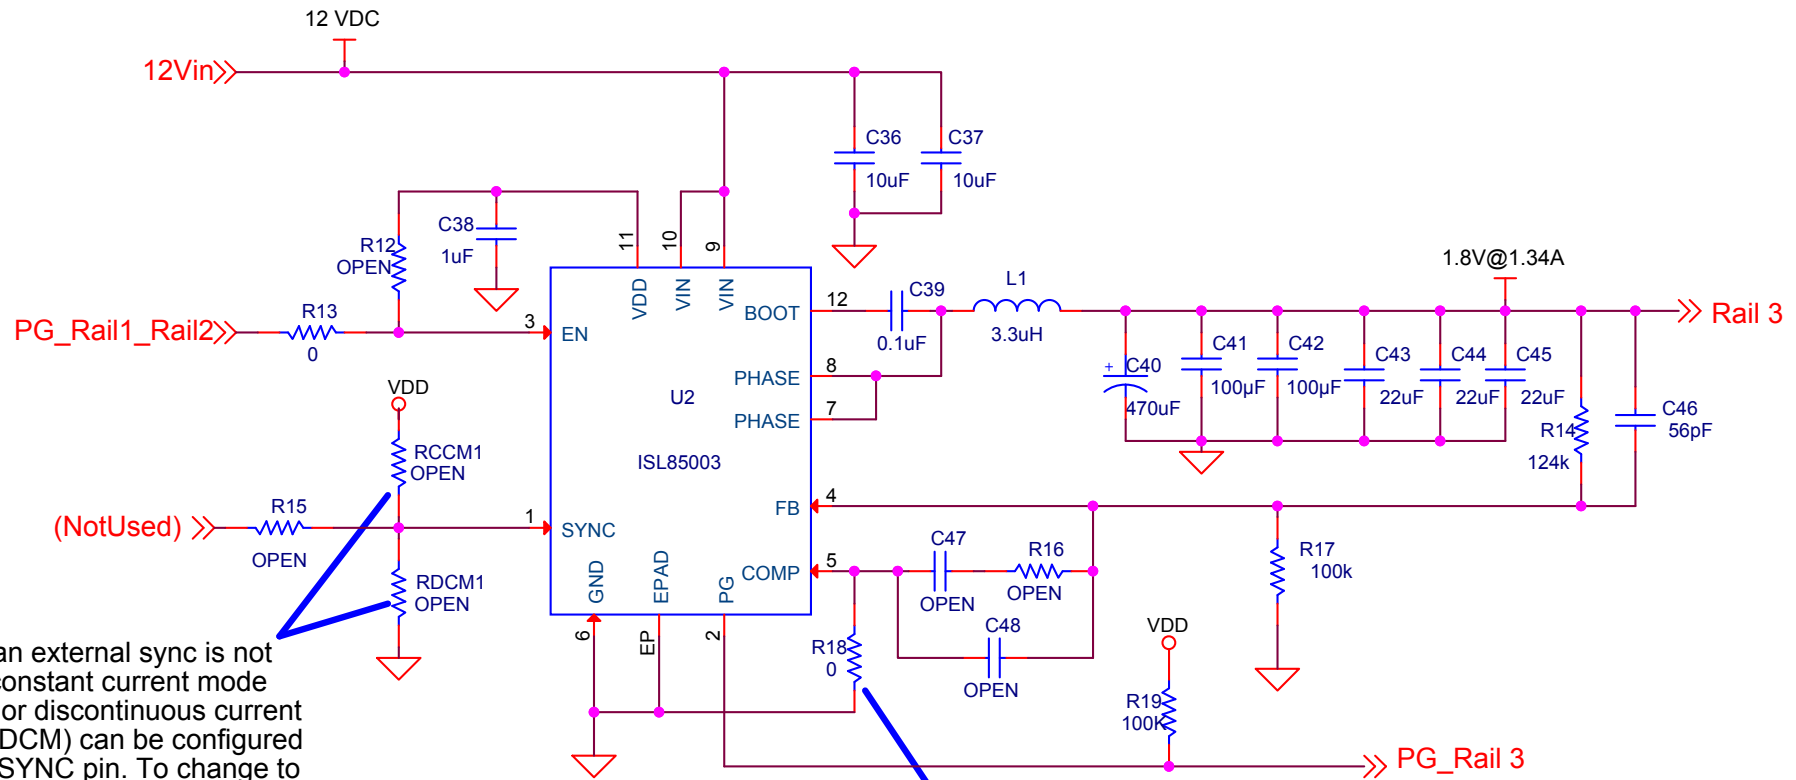 12 VDC
12Vin
C36
10uF
C37
10uF
C38
1uF
R12
OPEN
R13
0
PG_Rail1_Rail2
11
10
9
VDD
VIN
VIN
3
EN
BOOT
12
C39
0.1uF
L1
3.3uH
1.8V@1.34A
Rail 3
PHASE
8
PHASE
7
U2
ISL85003
C40
+
470uF
C41
100µF
C42
100µF
C43
22uF
C44
22uF
C45
22uF
R14
124k
C46
56pF
VDD
RCCM1
OPEN
(NotUsed)
R15
OPEN
1
SYNC
RDCM1
OPEN
FB
4
COMP
5
C47
OPEN
R16
OPEN
C48
OPEN
R17
100k
R18
0
GND
EPAD
PG
6
EP
2
VDD
R19
100K
PG_Rail 3
an external sync is not
constant current mode
or discontinuous current
DCM) can be configured
SYNC pin. To change to